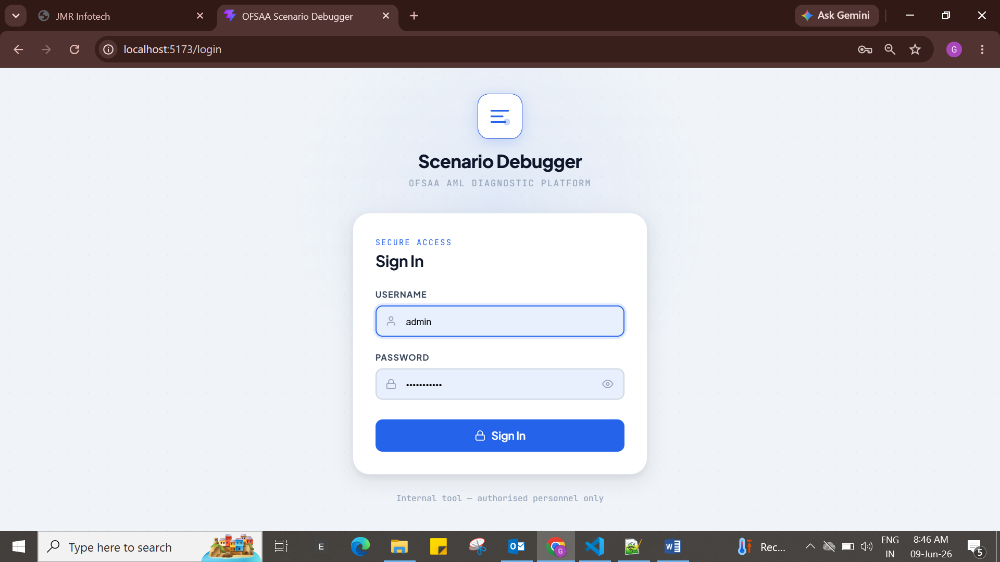 JMR Infotech
OFSAA Scenario Debugger
Ask Gemini
localhost:5173/login
G
Scenario Debugger
OFSAA AML DIAGNOSTIC PLATFORM
SECURE ACCESS
Sign In
USERNAME
admin
PASSWORD
•••••••••••
Sign In
Internal tool — authorised personnel only
Type here to search
E
Rec...
ENG
IN
8:46 AM
09-Jun-26
5